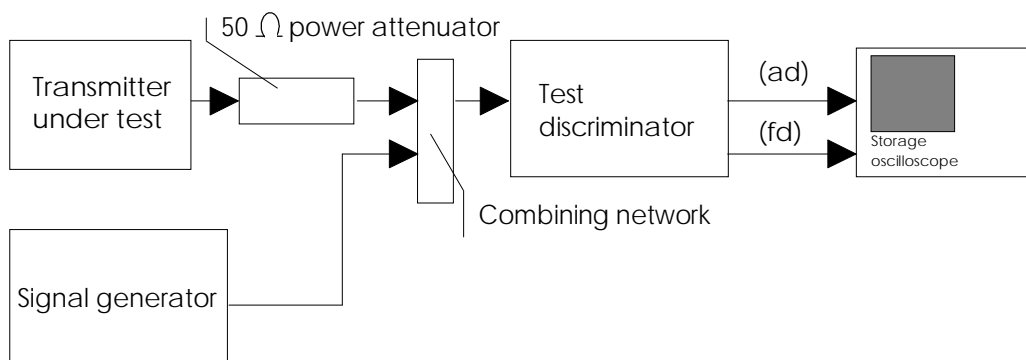 50 Ω power attenuator
Transmitter
under test
Test
discriminator
(ad)
(fd)
Storage
oscilloscope
Combining network
Signal generator